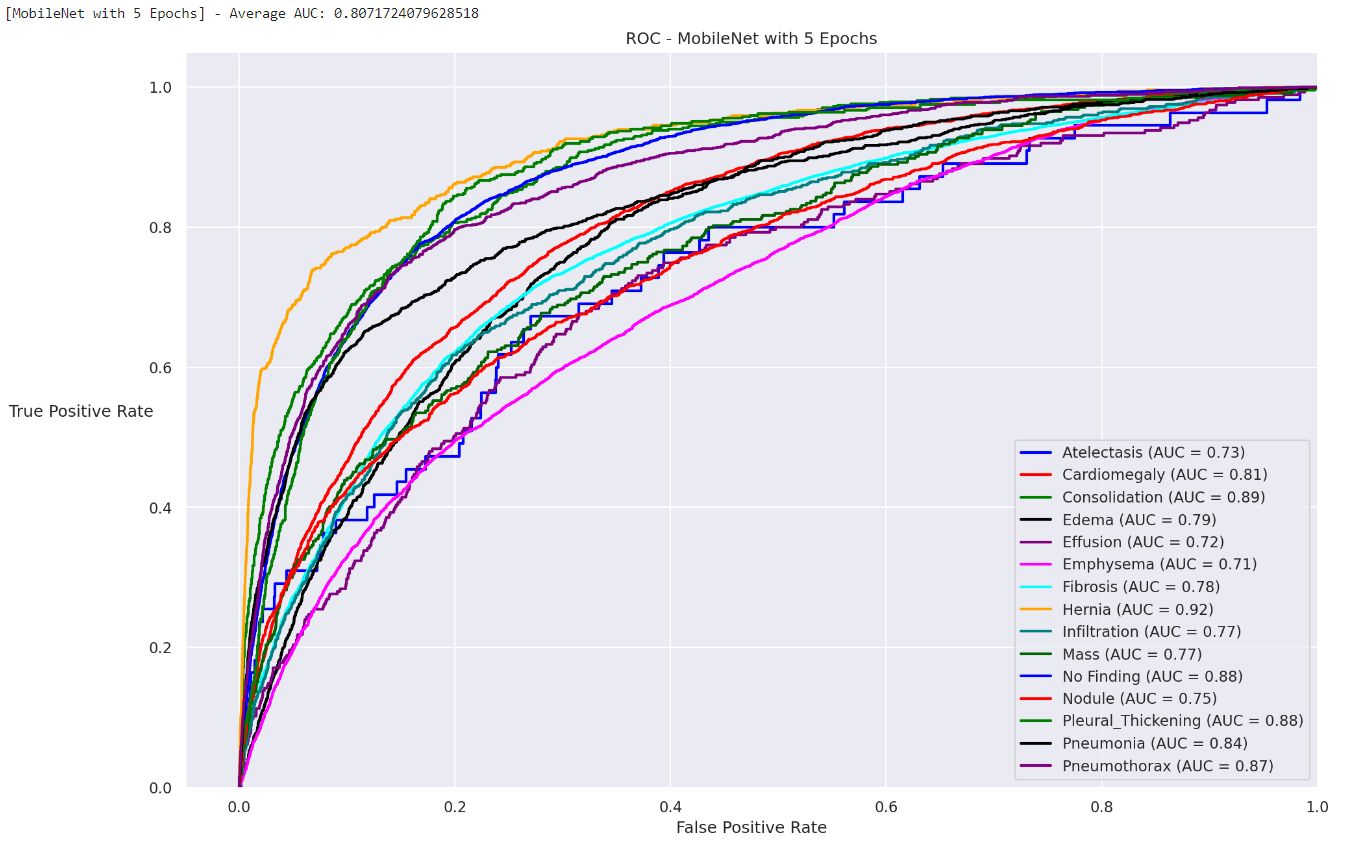 [MobileNet with 5 Epochs] - Average AUC: 0.8071724079628518
ROC - MobileNet with 5 Epochs
1.0
0.8
0.6
True Positive Rate
0.4
0.2
0.0
Atelectasis (AUC = 0.73)
Cardiomegaly (AUC = 0.81)
Consolidation (AUC = 0.89)
Edema (AUC = 0.79)
Effusion (AUC = 0.72)
Emphysema (AUC = 0.71)
Fibrosis (AUC = 0.78)
Hernia (AUC = 0.92)
Infiltration (AUC = 0.77)
Mass (AUC = 0.77)
No Finding (AUC = 0.88)
Nodule (AUC = 0.75)
Pleural_Thickening (AUC = 0.88)
Pneumonia (AUC = 0.84)
Pneumothorax (AUC = 0.87)
0.0 0.2 0.4 0.6 0.8 1.0
False Positive Rate